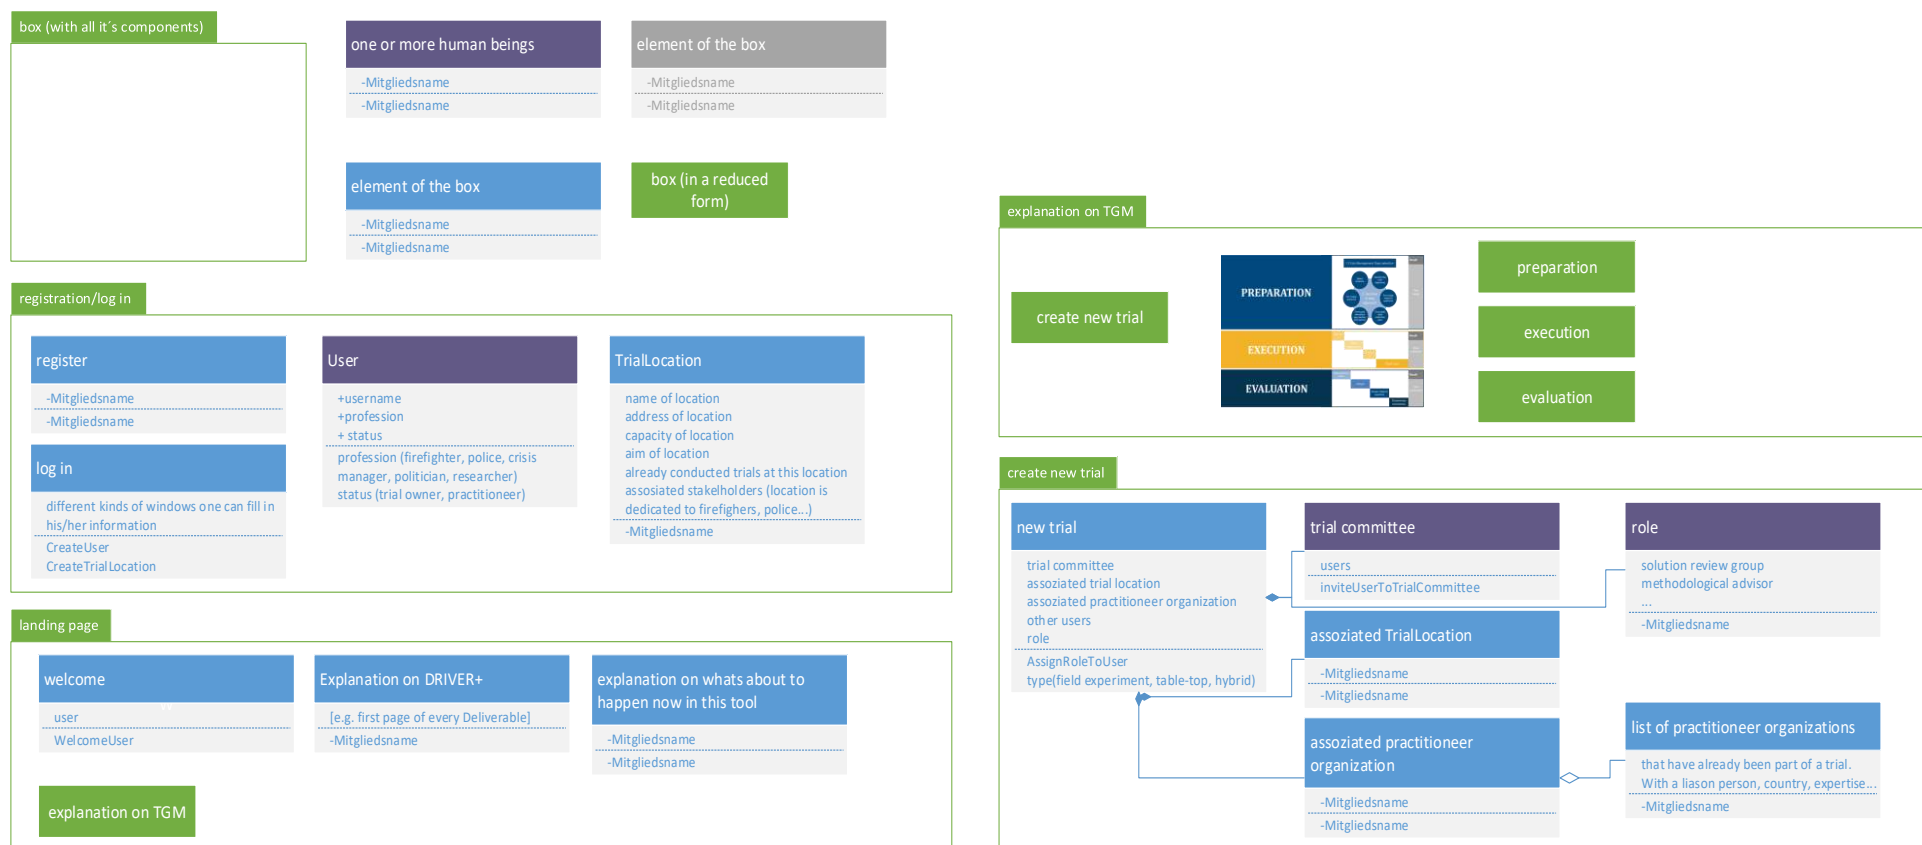 box (with all it´s components)
one or more human beings
-Mitgliedsname
-Mitgliedsname
element of the box
-Mitgliedsname
-Mitgliedsname
element of the box
-Mitgliedsname
-Mitgliedsname
box (in a reduced
form)
registration/log in
register
-Mitgliedsname
-Mitgliedsname
log in
different kinds of windows one can fill in
his/her information
CreateUser
CreateTrialLocation
User
+username
+profession
+ status
profession (firefighter, police, crisis
manager, politician, researcher)
status (trial owner, practitioneer)
TrialLocation
name of location
address of location
capacity of location
aim of location
already conducted trials at this location
assosiated stakeholders (location is
dedicated to firefighers, police...)
-Mitgliedsname
landing page
welcome
user
WelcomeUser
Explanation on DRIVER+
[e.g. first page of every Deliverable]
-Mitgliedsname
explanation on whats about to
happen now in this tool
-Mitgliedsname
-Mitgliedsname
explanation on TGM
explanation on TGM
create new trial
PREPARATION
EXECUTION
EVALUATION
preparation
execution
evaluation
create new trial
new trial
trial committee
assoziated trial location
assoziated practitioneer organization
other users
role
AssignRoleToUser
type(field experiment, table-top, hybrid)
trial committee
users
inviteUserToTrialCommittee
role
solution review group
methodological advisor
...
-Mitgliedsname
assoziated TrialLocation
-Mitgliedsname
-Mitgliedsname
assoziated practitioneer
organization
-Mitgliedsname
-Mitgliedsname
list of practitioneer organizations
that have already been part of a trial.
With a liason person, country, expertise...
-Mitgliedsname